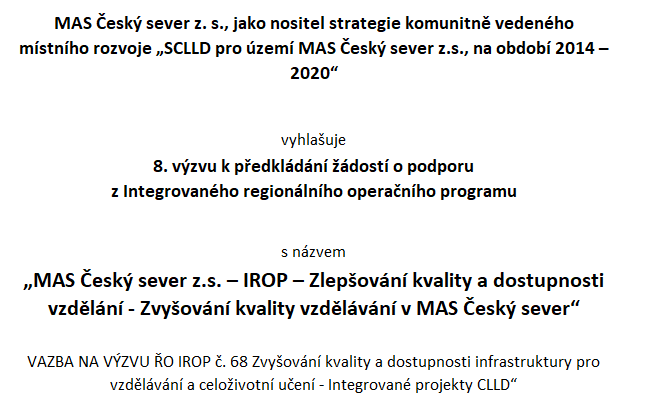 MAS Český sever z. s., jako nositel strategie komunitně vedeného
místního rozvoje „SCLLD pro území MAS Český sever z.s., na období 2014 –
2020“
vyhlašuje
8. výzvu k předkládání žádostí o podporu
z Integrovaného regionálního operačního programu
s názvem
„MAS Český sever z.s. – IROP – Zlepšování kvality a dostupnosti
vzdělání - Zvyšování kvality vzdělávání v MAS Český sever“
VAZBA NA VÝZVU ŘO IROP č. 68 Zvyšování kvality a dostupnosti infrastruktury pro
vzdělávání a celoživotní učení - Integrované projekty CLLD“